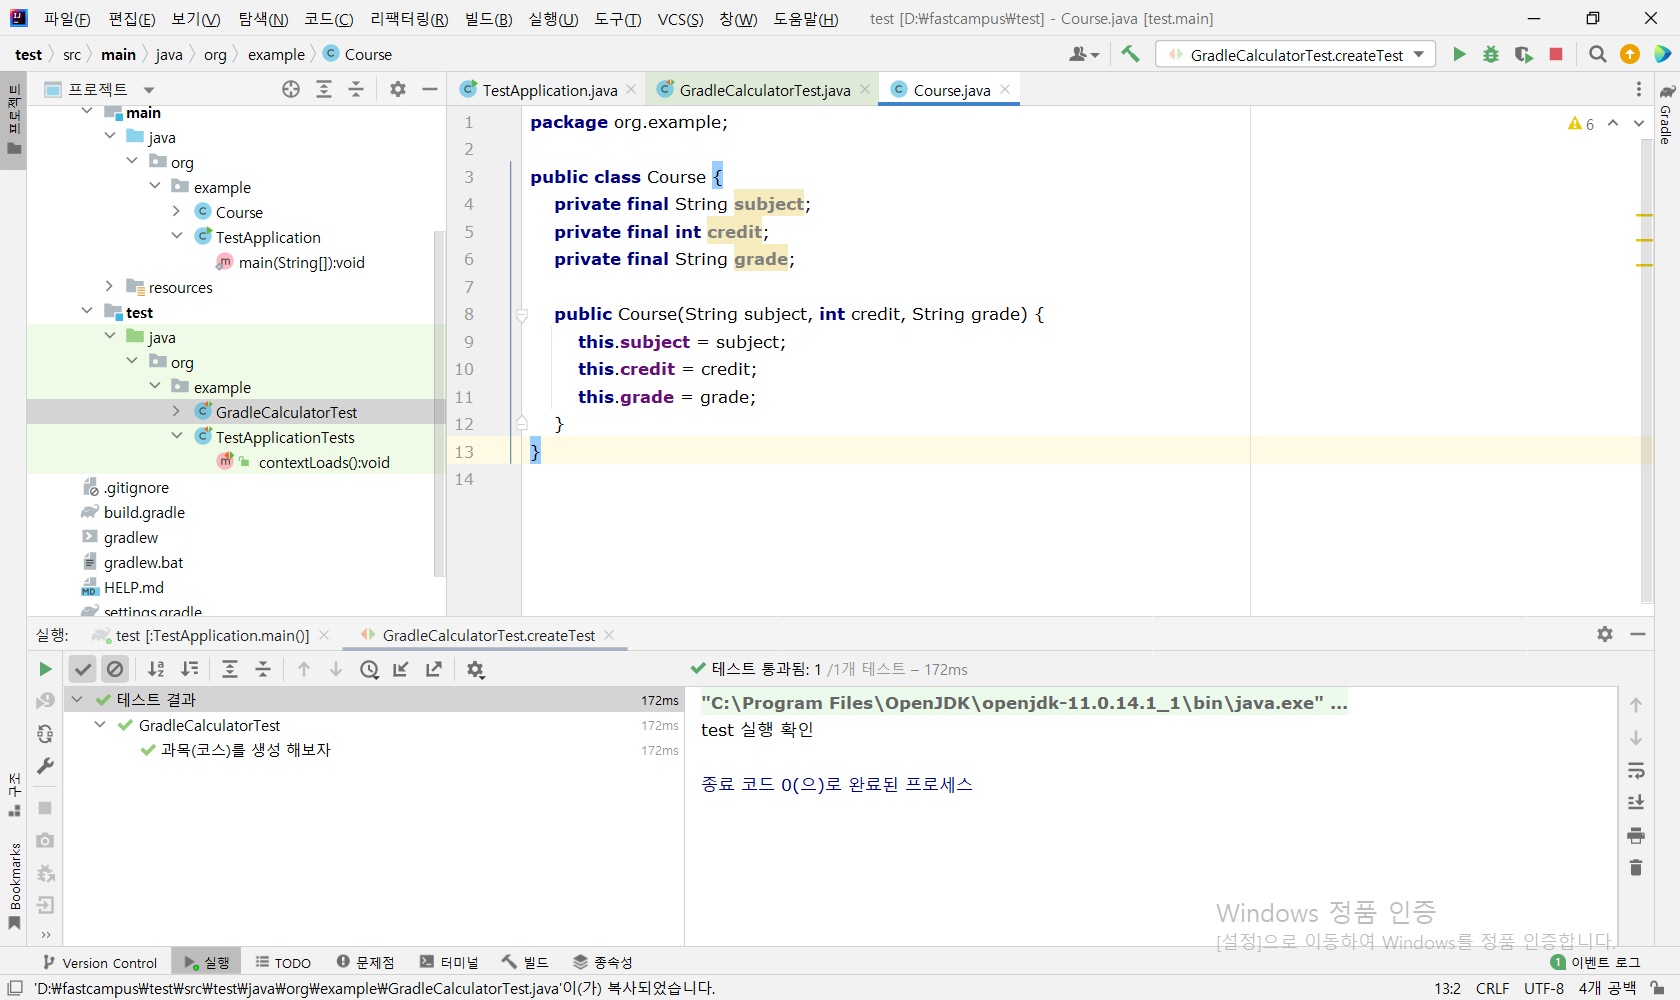 파일(F) 편집(E) 보기(V) 탐색(N) 코드(C) 리팩터링(R) 빌드(B) 실행(U) 도구(T) VCS(S) 창(W) 도움말(H) test [D:₩fastcampus₩test] - Course.java [test.main]
test src main java org example Course
GradleCalculatorTest.createTest
프로젝트
프로젝트
TestApplication.java
GradleCalculatorTest.java
Course.java
Gradle
main
java
org
example
Course
TestApplication
main(String[]):void
resources
test
java
org
example
GradleCalculatorTest
TestApplicationTests
contextLoads():void
.gitignore
build.gradle
gradlew
gradlew.bat
HELP.md
settings.gradle
6
1 package org.example;
2
3 public class Course {
4 private final String subject;
5 private final int credit;
6 private final String grade;
7
8 public Course(String subject, int credit, String grade) {
9 this.subject = subject;
10 this.credit = credit;
11 this.grade = grade;
12 }
13 }
14
실행: test [:TestApplication.main()] GradleCalculatorTest.createTest
테스트 통과됨: 1 /1개 테스트 – 172ms
테스트 결과 172ms
GradleCalculatorTest 172ms
과목(코스)를 생성 해보자 172ms
"C:\Program Files\OpenJDK\openjdk-11.0.14.1_1\bin\java.exe" ...
test 실행 확인
종료 코드 0(으)로 완료된 프로세스
구조
Bookmarks
Windows 정품 인증
[설정]으로 이동하여 Windows를 정품 인증합니다.
Version Control 실행 TODO 문제점 터미널 빌드 종속성 1 이벤트 로그
'D:₩fastcampus₩test₩src₩test₩java₩org₩example₩GradleCalculatorTest.java'이(가) 복사되었습니다. 13:2 CRLF UTF-8 4개 공백